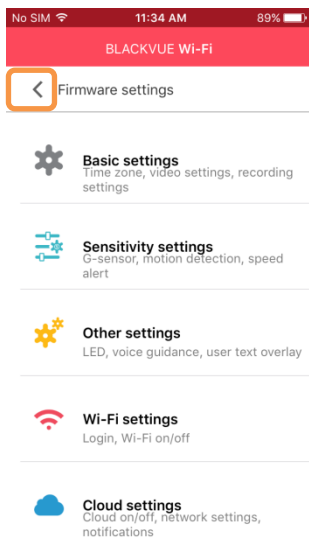 No SIM 11:34 AM 89%
BLACKVUE Wi-Fi
Firmware settings
Basic settings
Time zone, video settings, recording
settings
Sensitivity settings
G-sensor, motion detection, speed
alert
Other settings
LED, voice guidance, user text overlay
Wi-Fi settings
Login, Wi-Fi on/off
Cloud settings
Cloud on/off, network settings,
notifications